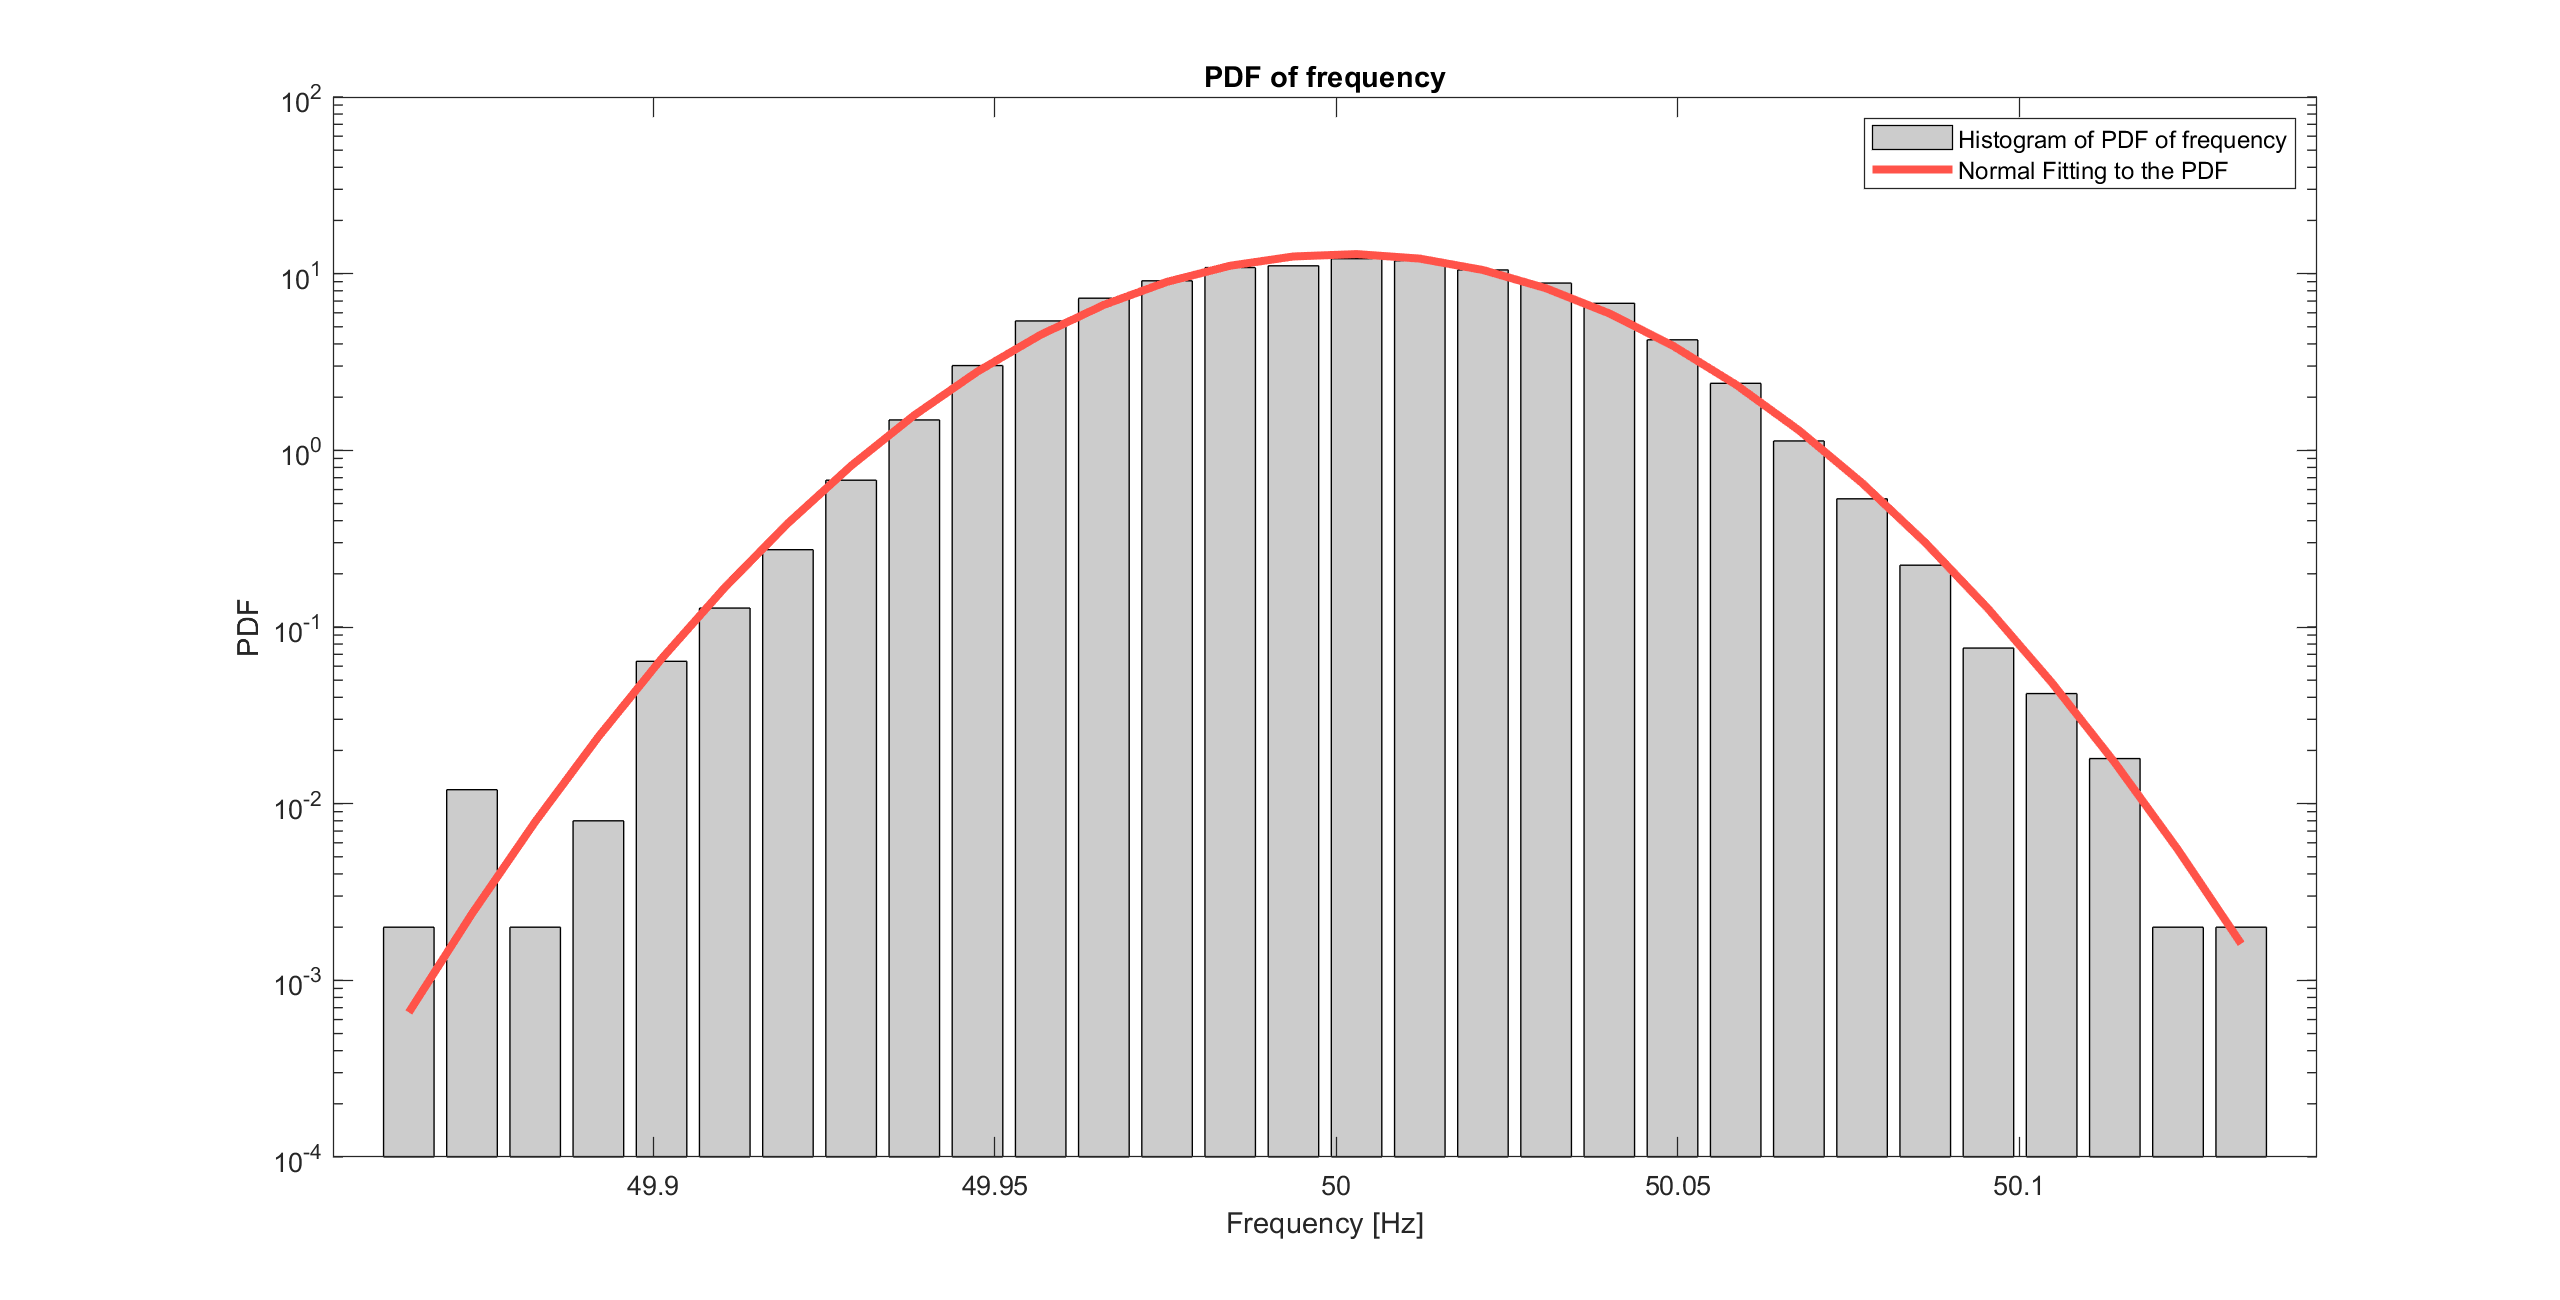 PDF of frequency
Histogram of PDF of frequency
Normal Fitting to the PDF
10^2
10^1
10^0
10^-1
10^-2
10^-3
10^-4
PDF
49.9 49.95 50 50.05 50.1
Frequency [Hz]